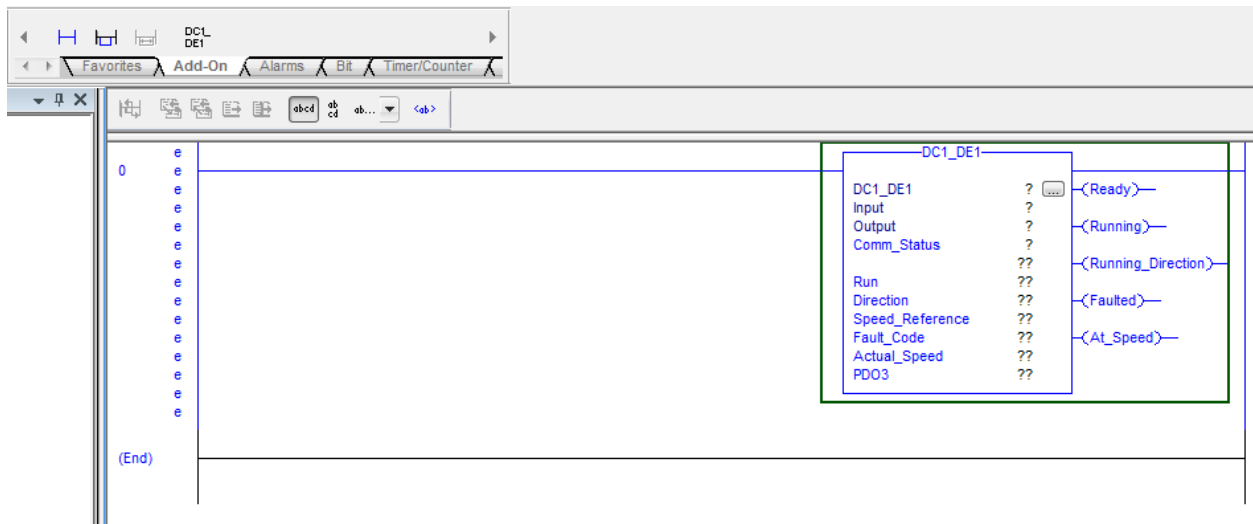 DC1_
DE1
Favorites Add-On Alarms Bit Timer/Counter
abcd ab cd ab... <ab>
DC1_DE1
e
0 e
e DC1_DE1 ? ... (Ready)
e Input ?
e Output ? (Running)
e Comm_Status ?
e ?? (Running_Direction)
e Run ??
e Direction ?? (Faulted)
e Speed_Reference ??
e Fault_Code ?? (At_Speed)
e Actual_Speed ??
e PDO3 ??
e
e
(End)